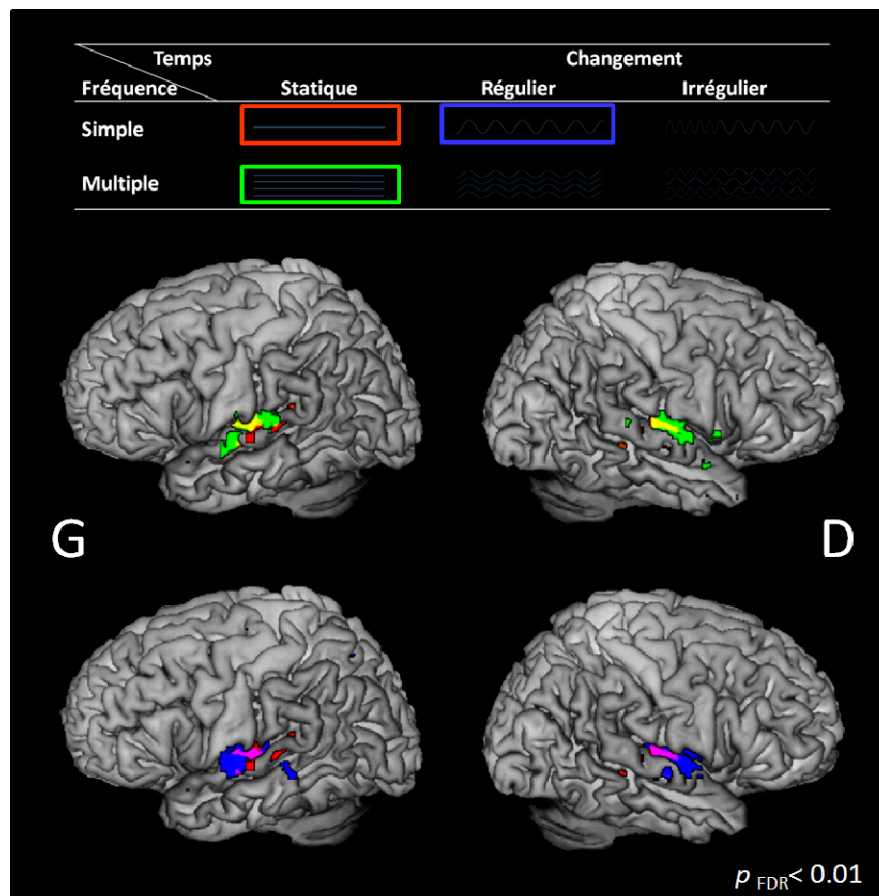 Temps Changement
Fréquence Statique Régulier Irrégulier
Simple
Multiple
G D
p FDR< 0.01